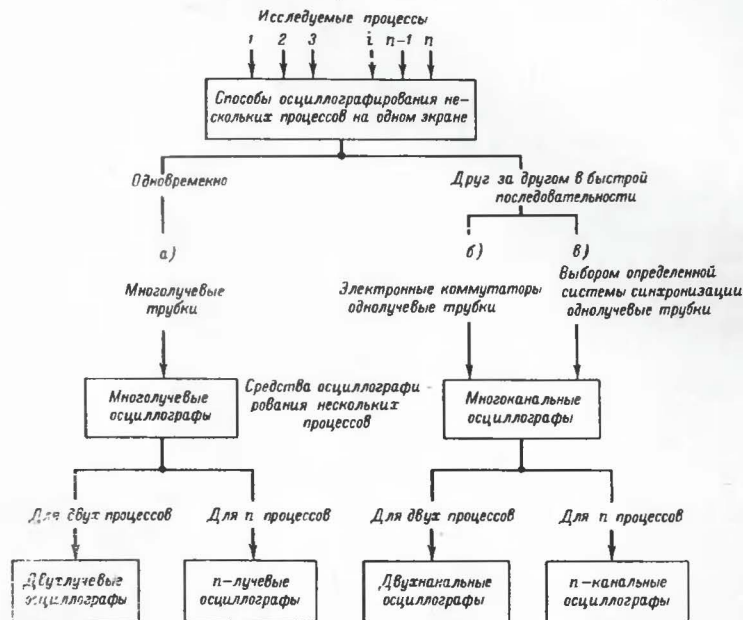 Исследуемые процессы
1 2 3 i n-1 n
Способы осциллографирования не-
скольких процессов на одном экране
Одновременно
Друг за другом в быстрой
последовательности
а)
б)
в)
Многолучевые
трубки
Электронные коммутаторы
однолучевые трубки
Выбором определенной
системы синхронизации
однолучевые трубки
Многолучевые
осциллографы
Средства осциллографи-
рования нескольких
процессов
Многоканальные
осциллографы
Для двух процессов
Для n процессов
Для двух процессов
Для n процессов
Двухлучевые
осциллографы
n-лучевые
осциллографы
Двухканальные
осциллографы
n-канальные
осциллографы